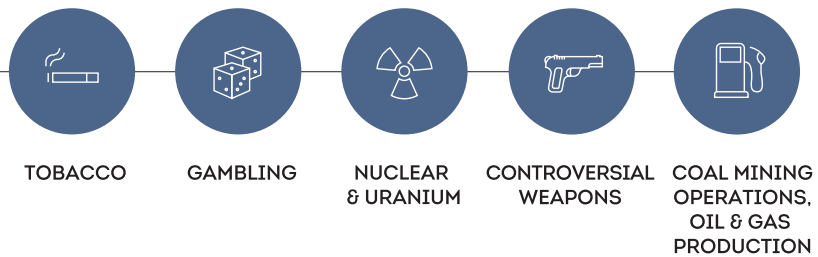 TOBACCO
GAMBLING
NUCLEAR
& URANIUM
CONTROVERSIAL
WEAPONS
COAL MINING
OPERATIONS,
OIL & GAS
PRODUCTION